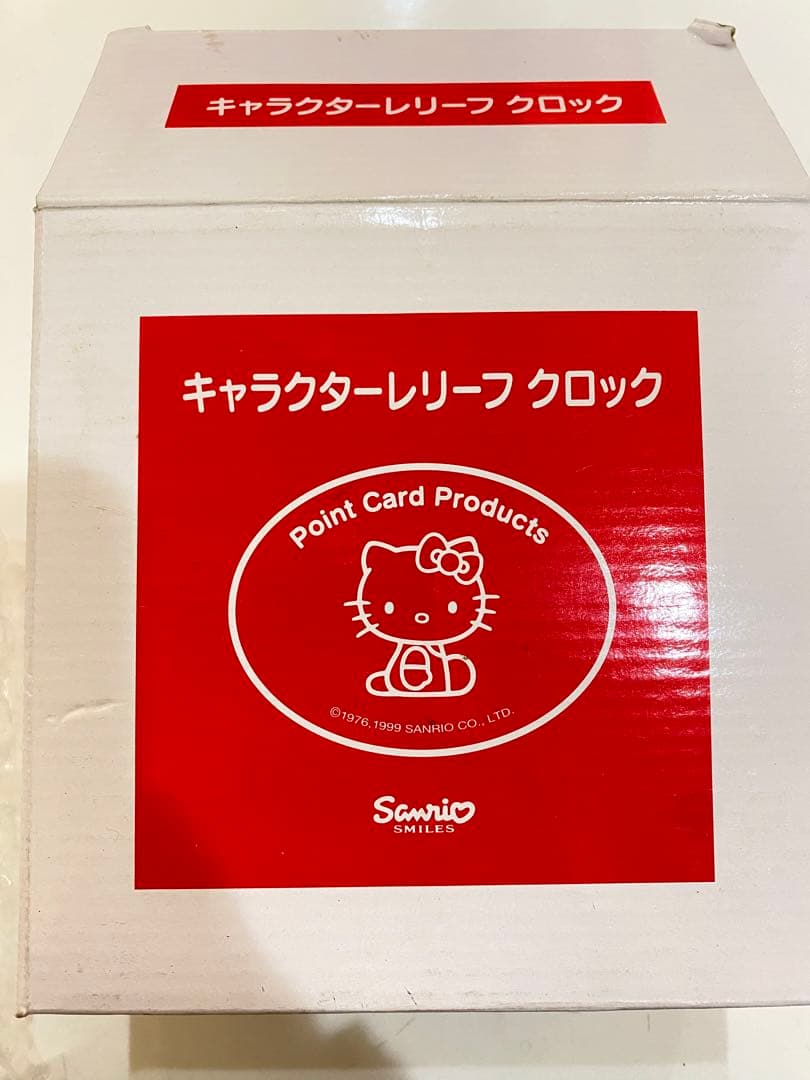 キャラクターレリーフ クロック
キャラクターレリーフ クロック
Point Card Products
©1976,1999 SANRIO CO., LTD.
Sanrio
SMILES